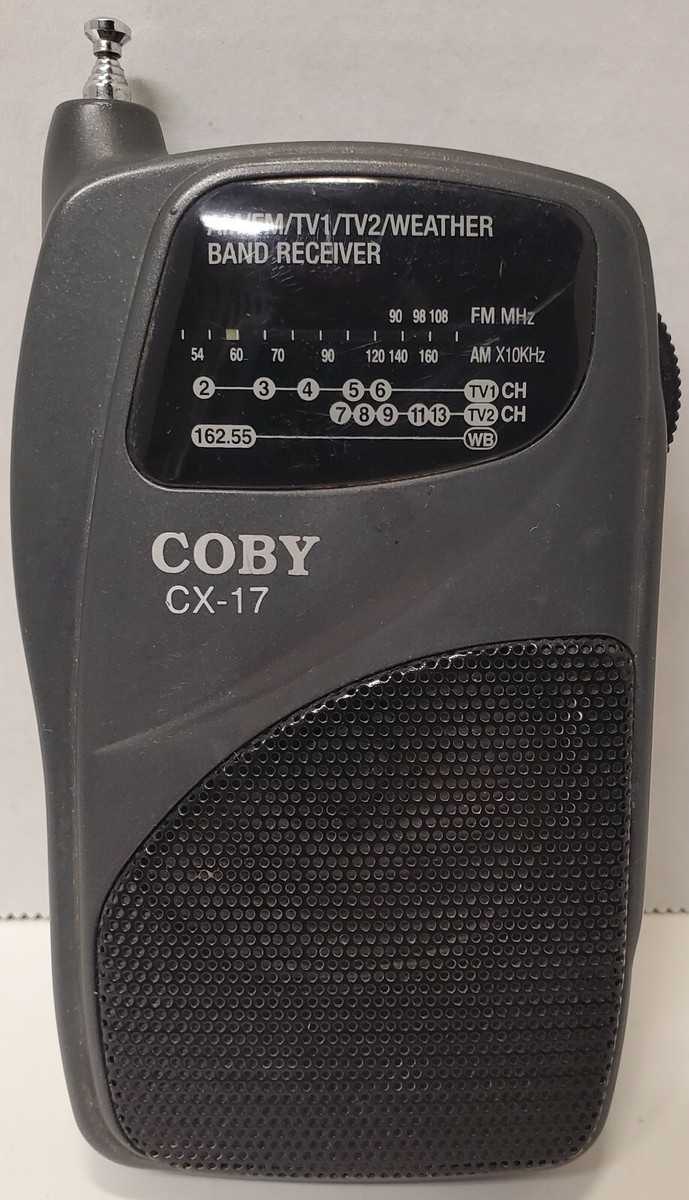 AM/FM/TV1/TV2/WEATHER
BAND RECEIVER
90 98 108 FM MHz
54 60 70 90 120 140 160 AM X10KHz
2 3 4 5 6 TV1 CH
7 8 9 11 13 TV2 CH
162.55 WB
COBY
CX-17